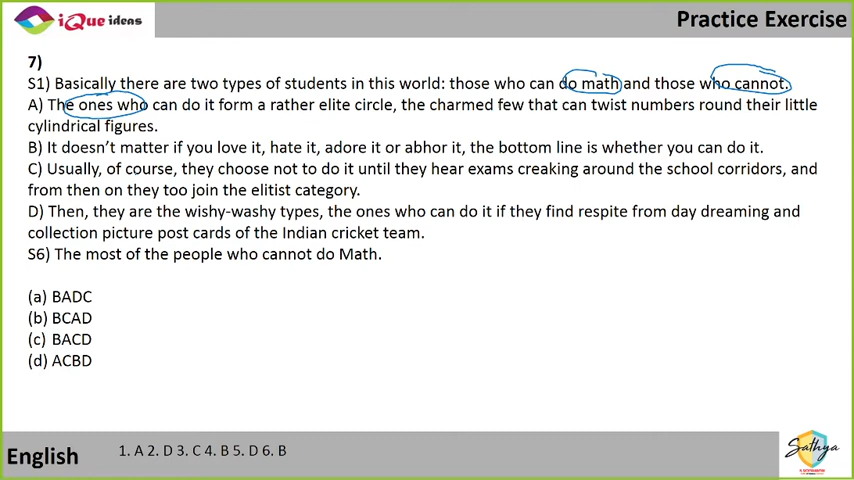 iQue ideas
Practice Exercise
7)
S1) Basically there are two types of students in this world: those who can do math and those who cannot.
A) The ones who can do it form a rather elite circle, the charmed few that can twist numbers round their little
cylindrical figures.
B) It doesn't matter if you love it, hate it, adore it or abhor it, the bottom line is whether you can do it.
C) Usually, of course, they choose not to do it until they hear exams creaking around the school corridors, and
from then on they too join the elitist category.
D) Then, they are the wishy-washy types, the ones who can do it if they find respite from day dreaming and
collection picture post cards of the Indian cricket team.
S6) The most of the people who cannot do Math.
(a) BADC
(b) BCAD
(c) BACD
(d) ACBD
English
1. A 2. D 3. C 4. B 5. D 6. B
Sathya